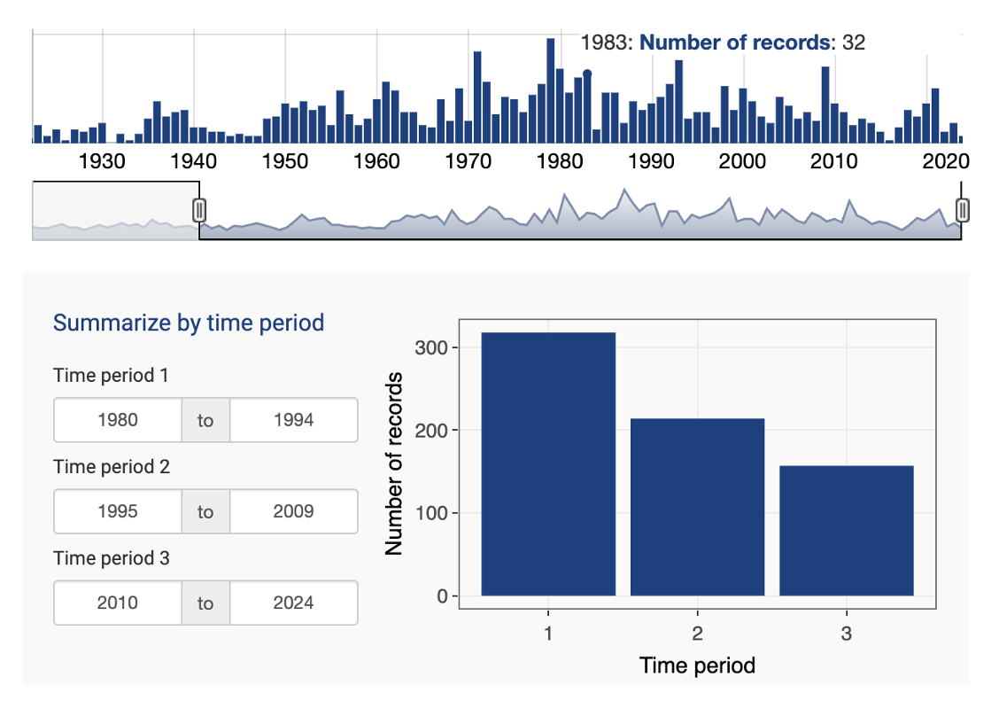 1983: Number of records: 32
1930 1940 1950 1960 1970 1980 1990 2000 2010 2020
Summarize by time period
Time period 1
1980 to 1994
Time period 2
1995 to 2009
Time period 3
2010 to 2024
Number of records
300
200
100
0
1 2 3
Time period